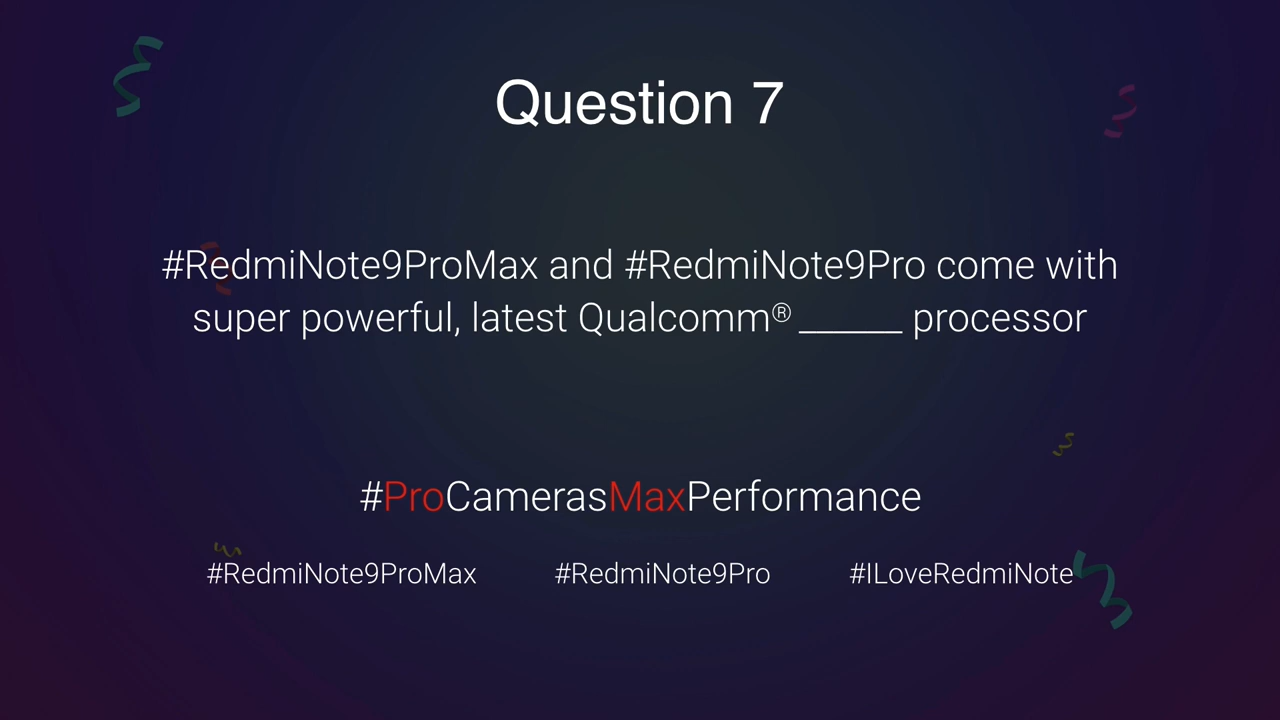 Question 7
#RedmiNote9ProMax and #RedmiNote9Pro come with
super powerful, latest Qualcomm® ______ processor
#ProCamerasMaxPerformance
#RedmiNote9ProMax #RedmiNote9Pro #ILoveRedmiNote